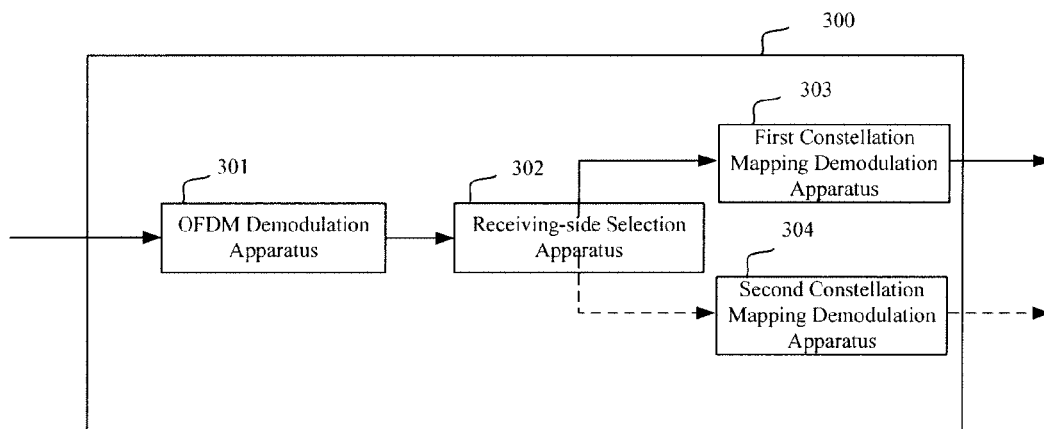 300
303
First Constellation
Mapping Demodulation
Apparatus
301
302
OFDM Demodulation
Apparatus
Receiving-side Selection
Apparatus
304
Second Constellation
Mapping Demodulation
Apparatus